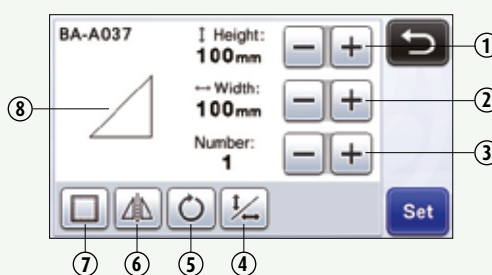 BA-A037
↕ Height:
100mm
↔ Width:
100mm
Number:
1
Set
①
②
③
④
⑤
⑥
⑦
⑧